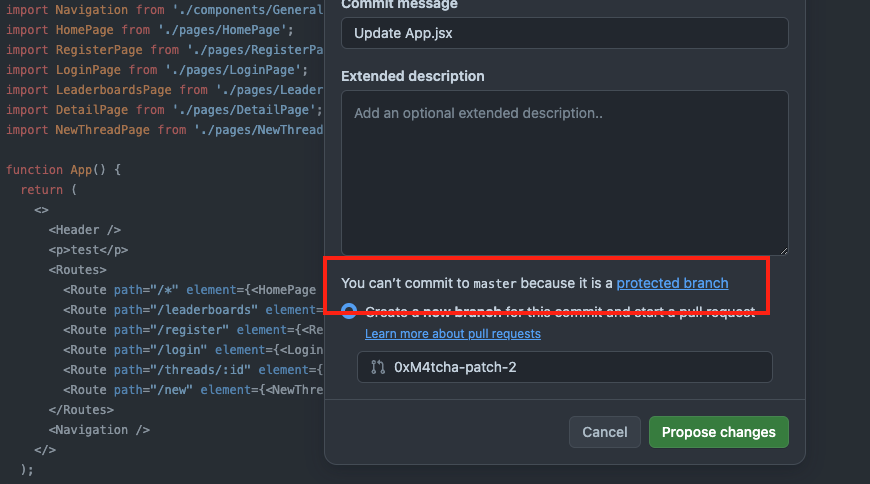 import Navigation from './components/General
import HomePage from './pages/HomePage';
import RegisterPage from './pages/RegisterPa
import LoginPage from './pages/LoginPage';
import LeaderboardsPage from './pages/Leader
import DetailPage from './pages/DetailPage';
import NewThreadPage from './pages/NewThread
function App() {
return (
<>
<Header />
<p>test</p>
<Routes>
<Route path="/*" element={<HomePage
<Route path="/leaderboards" element=
<Route path="/register" element={<Re
<Route path="/login" element={<Login
<Route path="/threads/:id" element={
<Route path="/new" element={<NewThre
</Routes>
<Navigation />
</>
);
Commit message
Update App.jsx
Extended description
Add an optional extended description..
You can't commit to master because it is a protected branch
Create a new branch for this commit and start a pull request
Learn more about pull requests
0xM4tcha-patch-2
Cancel
Propose changes